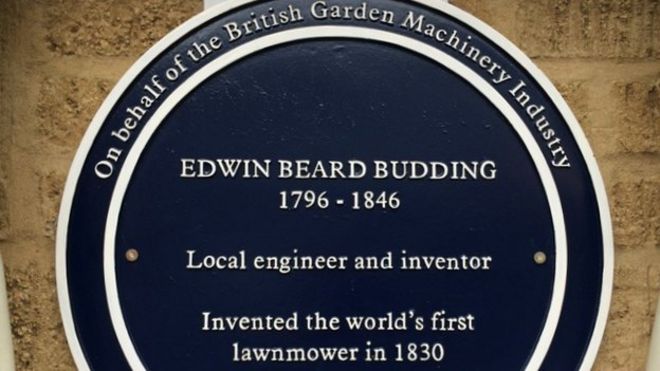 On behalf of the British Garden Machinery Industry
EDWIN BEARD BUDDING
1796 - 1846
Local engineer and inventor
Invented the world's first
lawnmower in 1830